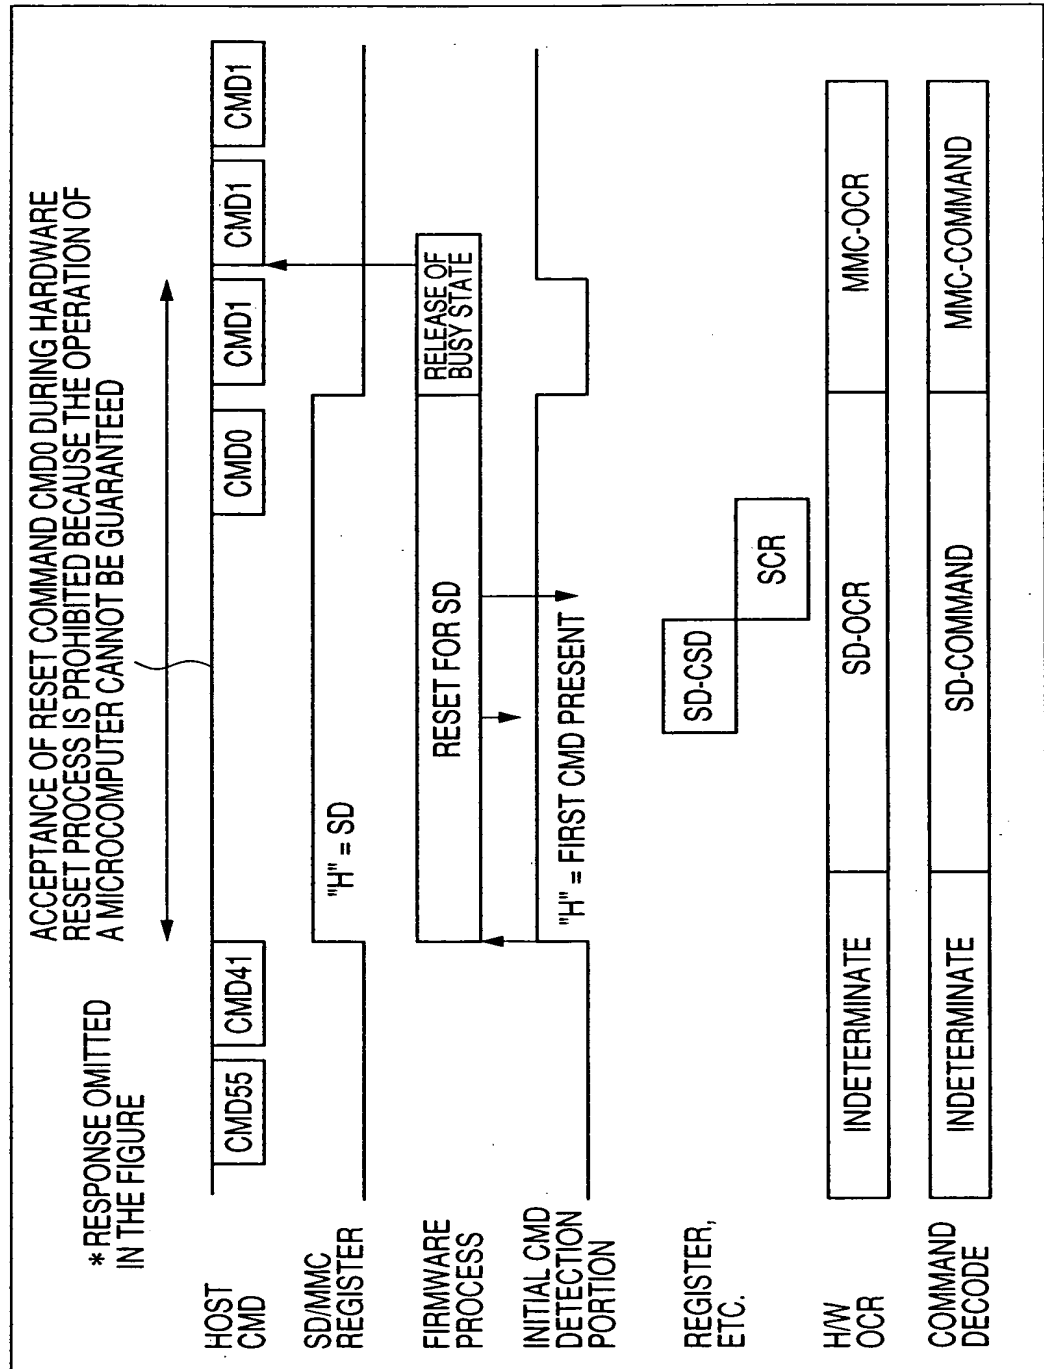 ACCEPTANCE OF RESET COMMAND CMD0 DURING HARDWARE
RESET PROCESS IS PROHIBITED BECAUSE THE OPERATION OF
A MICROCOMPUTER CANNOT BE GUARANTEED
*RESPONSE OMITTED
IN THE FIGURE
HOST
CMD
CMD55
CMD41
CMD0
CMD1
CMD1
CMD1
SD/MMC
REGISTER
"H" = SD
FIRMWARE
PROCESS
RESET FOR SD
RELEASE OF
BUSY STATE
INITIAL CMD
DETECTION
PORTION
"H" = FIRST CMD PRESENT
REGISTER,
ETC.
SD-CSD
SCR
H/W
OCR
INDETERMINATE
SD-OCR
MMC-OCR
COMMAND
DECODE
INDETERMINATE
SD-COMMAND
MMC-COMMAND